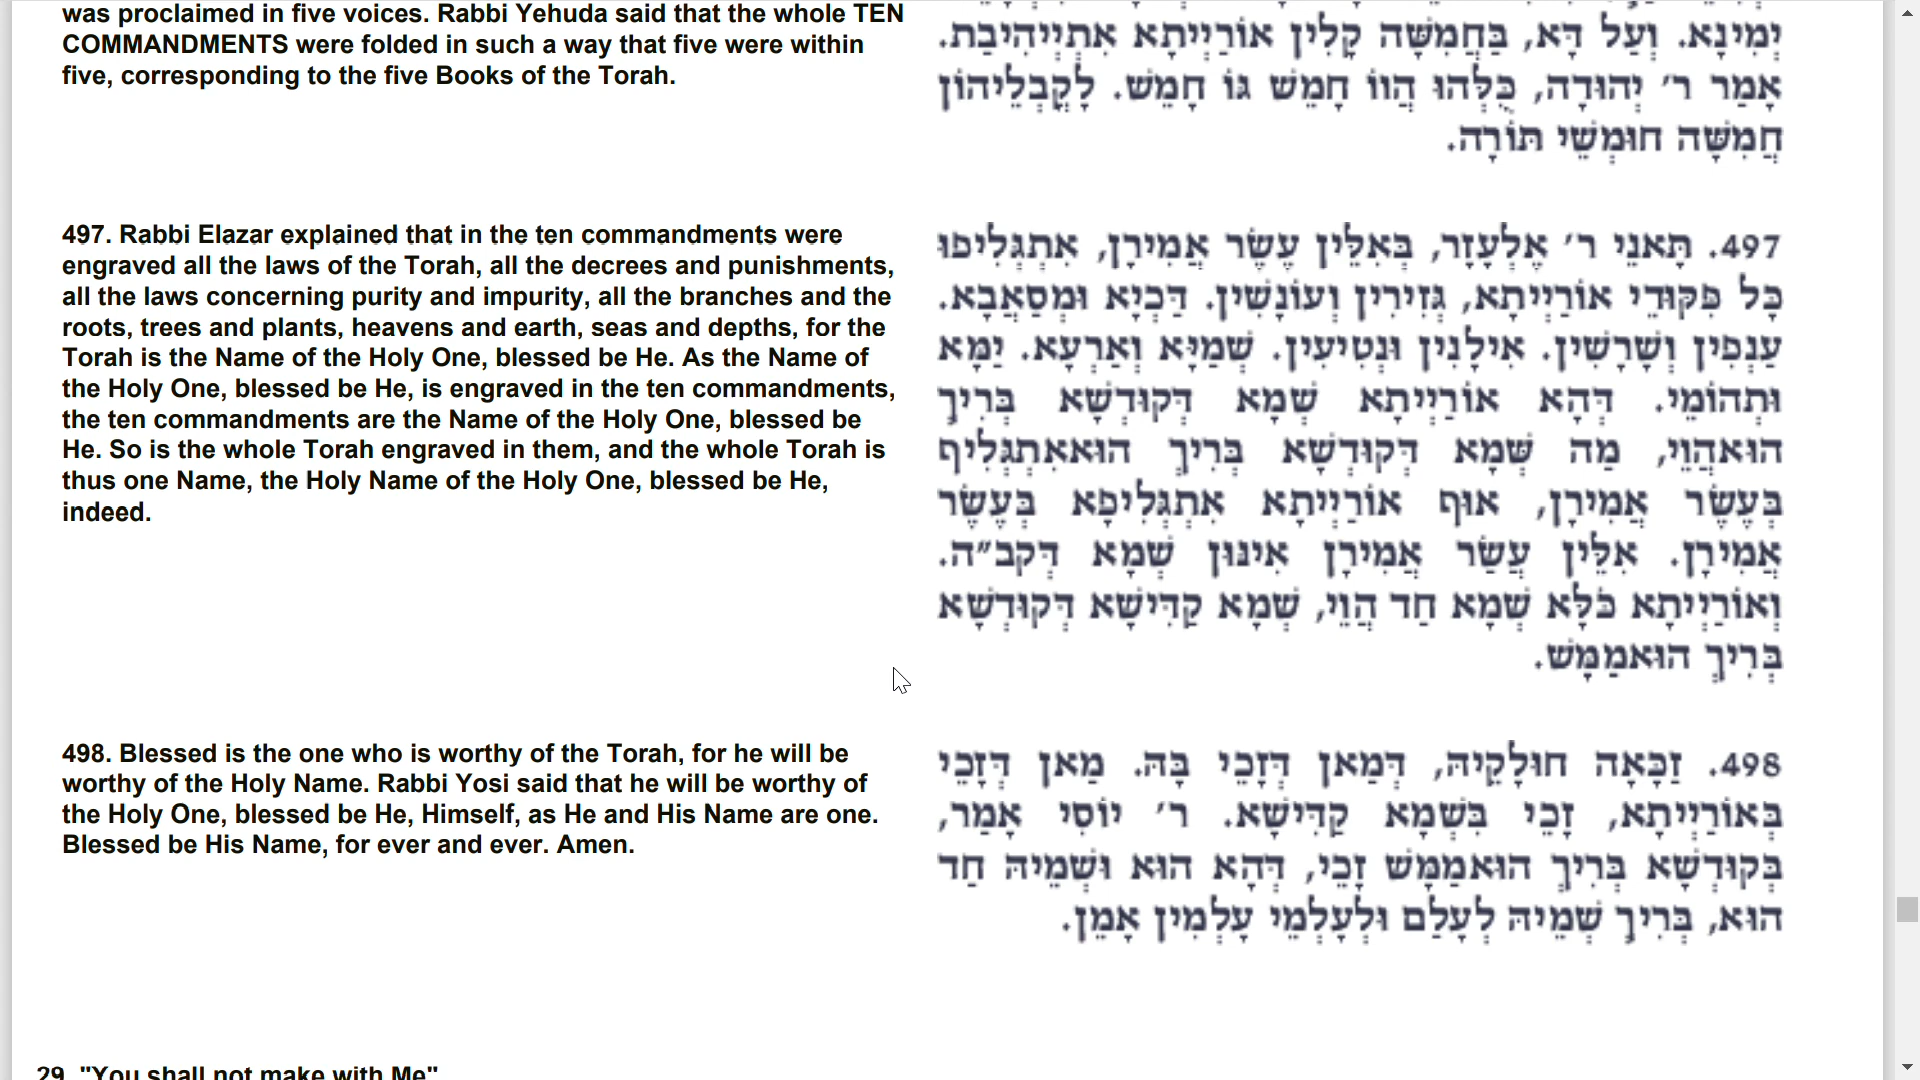 was proclaimed in five voices. Rabbi Yehuda said that the whole TEN
COMMANDMENTS were folded in such a way that five were within
five, corresponding to the five Books of the Torah.
יְמִינָא. וְעַל דָּא, בַּחֲמִשָּׁה קָלִין אוֹרַיְיתָא אִתְיְיהִיבַת.
אָמַר ר׳ יְהוּדָה, כֻּלְּהוּ הֲווֹ חָמֵשׁ גּוֹ חָמֵשׁ. לָקֳבְלֵיהוֹן
חֲמִשָּׁה חוּמְשֵׁי תּוֹרָה.
497. Rabbi Elazar explained that in the ten commandments were
engraved all the laws of the Torah, all the decrees and punishments,
all the laws concerning purity and impurity, all the branches and the
roots, trees and plants, heavens and earth, seas and depths, for the
Torah is the Name of the Holy One, blessed be He. As the Name of
the Holy One, blessed be He, is engraved in the ten commandments,
the ten commandments are the Name of the Holy One, blessed be
He. So is the whole Torah engraved in them, and the whole Torah is
thus one Name, the Holy Name of the Holy One, blessed be He,
indeed.
497. תָּאנֵי ר׳ אֶלְעָזָר, בְּאִלֵּין עֶשֶׂר אֲמִירָן, אִתְגְּלִיפוּ
כָּל פִּקּוּדֵי אוֹרַיְיתָא, גְּזִירִין וְעוֹנָשִׁין. דַּכְיָא וּמְסַאֲבָא.
עַנְפִין וְשָׁרָשִׁין. אִילָנִין וּנְטִיעִין. שְׁמַיָּא וְאַרְעָא. יַמָּא
וּתְהוֹמֵי. דְּהָא אוֹרַיְיתָא שְׁמָא דְּקוּדְשָׁא בְּרִיךְ
הוּאהֲוֵי, מַה שְּׁמָא דְּקוּדְשָׁא בְּרִיךְ הוּאאִתְגְּלִיף
בְּעֶשֶׂר אֲמִירָן, אוּף אוֹרַיְיתָא אִתְגְּלִיפָא בְּעֶשֶׂר
אֲמִירָן. אִלֵּין עֲשַׂר אֲמִירָן אִינּוּן שְׁמָא דְּקב״ה.
וְאוֹרַיְיתָא כֹּלָּא שְׁמָא חַד הֲוֵי, שְׁמָא קַדִּישָׁא דְּקוּדְשָׁא
בְּרִיךְ הוּאמַמָּשׁ.
498. Blessed is the one who is worthy of the Torah, for he will be
worthy of the Holy Name. Rabbi Yosi said that he will be worthy of
the Holy One, blessed be He, Himself, as He and His Name are one.
Blessed be His Name, for ever and ever. Amen.
498. זַכָּאָה חוּלָקֵיהּ, דְּמַאן דְּזָכֵי בָּהּ. מַאן דְּזָכֵי
בְּאוֹרַיְיתָא, זָכֵי בִּשְׁמָא קַדִּישָׁא. ר׳ יוֹסֵי אָמַר,
בְּקוּדְשָׁא בְּרִיךְ הוּאמַמָּשׁ זָכֵי, דְּהָא הוּא וּשְׁמֵיהּ חַד
הוּא, בְּרִיךְ שְׁמֵיהּ לְעָלַם וּלְעָלְמֵי עָלְמִין אָמֵן.
29. "You shall not make with Me"